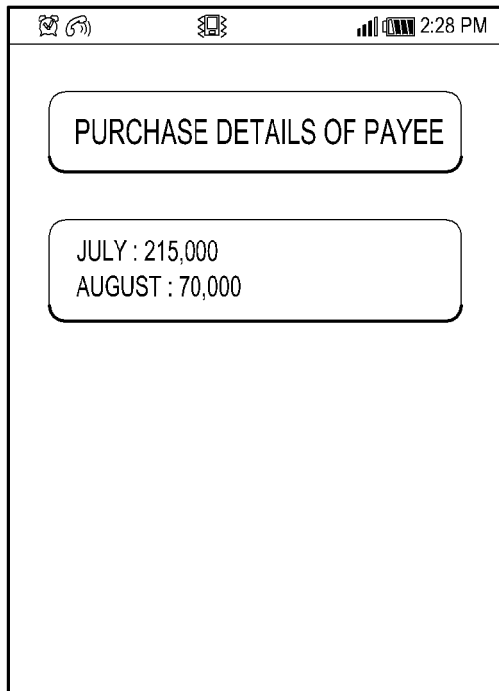 2:28 PM
PURCHASE DETAILS OF PAYEE
JULY : 215,000
AUGUST : 70,000